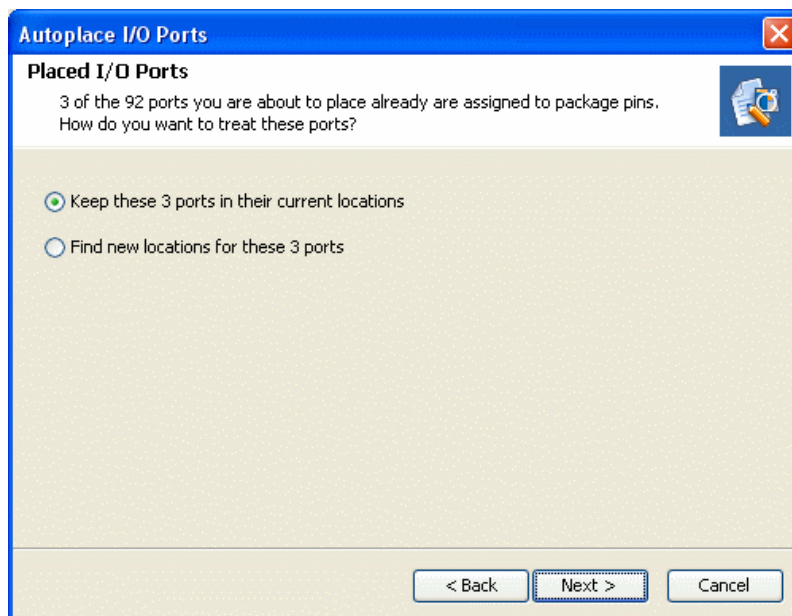 Autoplace I/O Ports
Placed I/O Ports
3 of the 92 ports you are about to place already are assigned to package pins.
How do you want to treat these ports?
Keep these 3 ports in their current locations
Find new locations for these 3 ports
< Back Next > Cancel